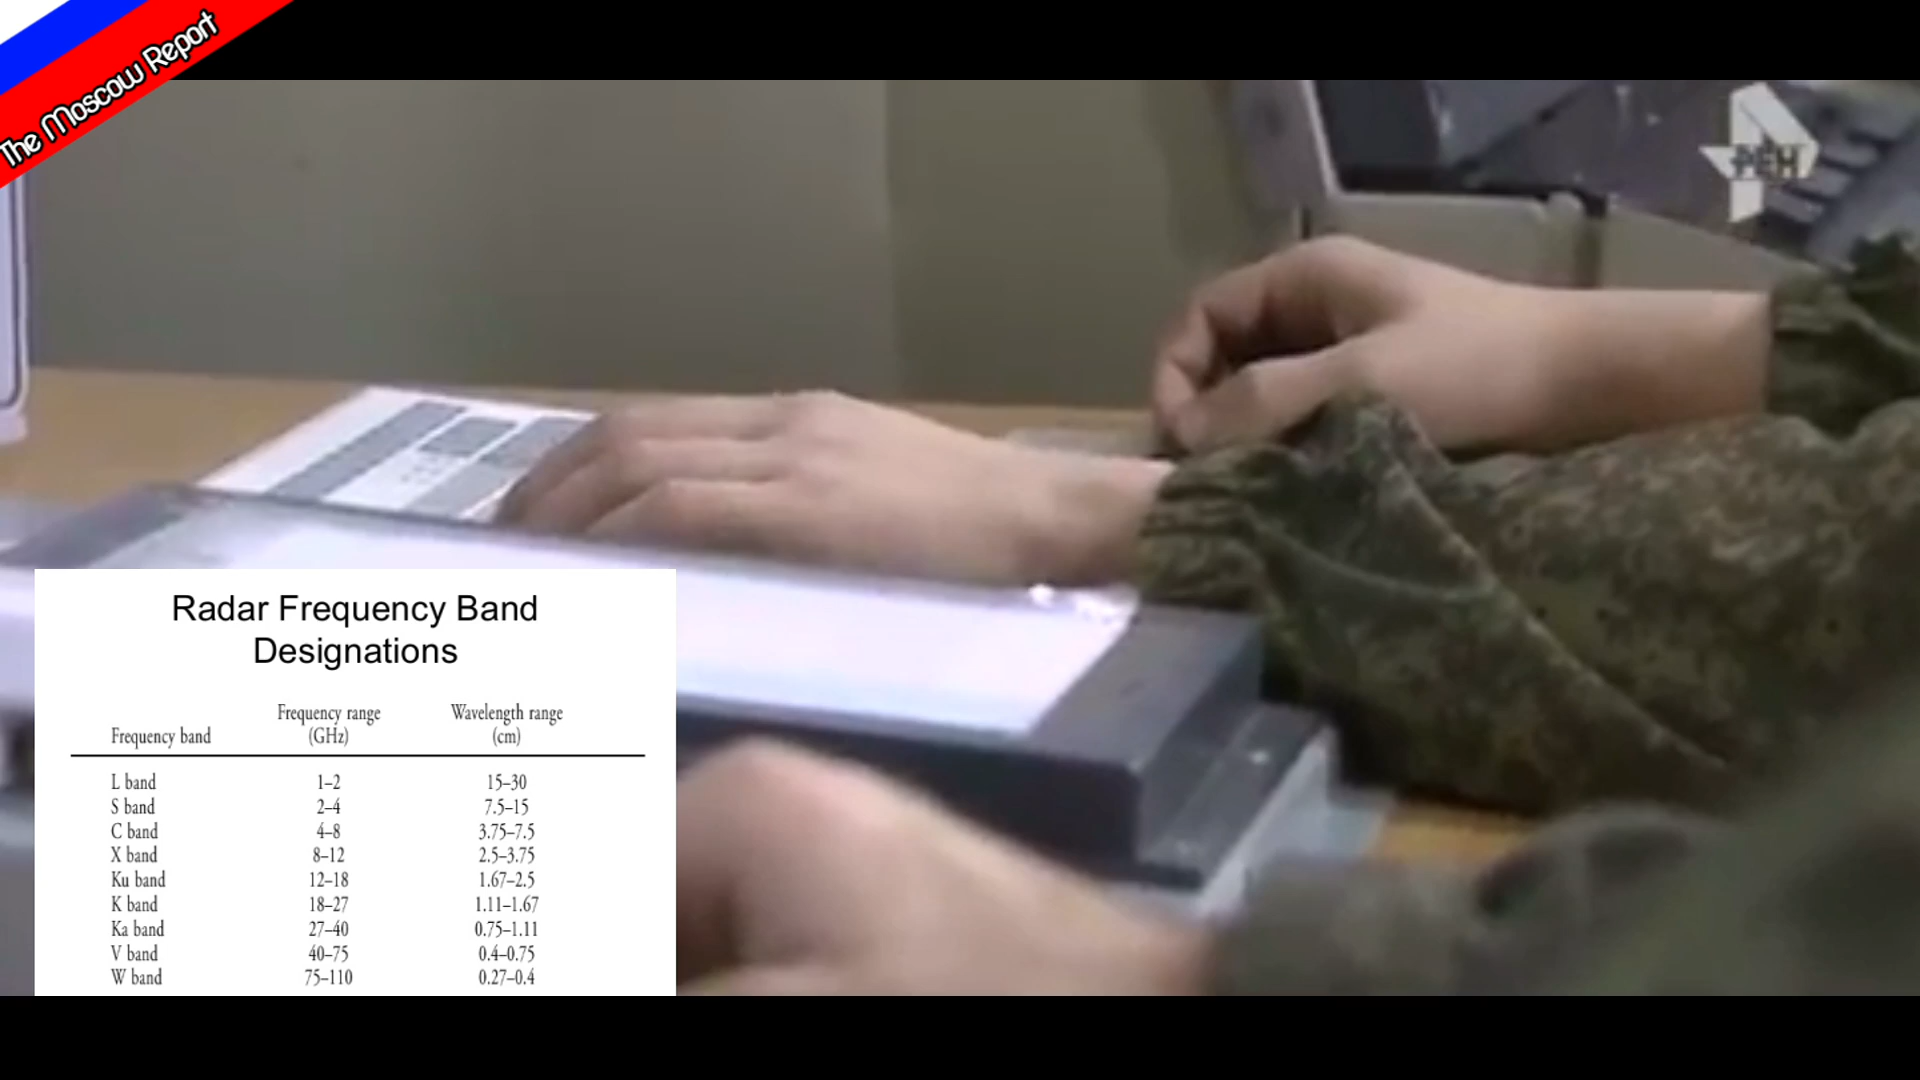 The Moscow Report
РЕН
Radar Frequency Band
Designations
Frequency band Frequency range (GHz) Wavelength range (cm)
L band 1–2 15–30
S band 2–4 7.5–15
C band 4–8 3.75–7.5
X band 8–12 2.5–3.75
Ku band 12–18 1.67–2.5
K band 18–27 1.11–1.67
Ka band 27–40 0.75–1.11
V band 40–75 0.4–0.75
W band 75–110 0.27–0.4